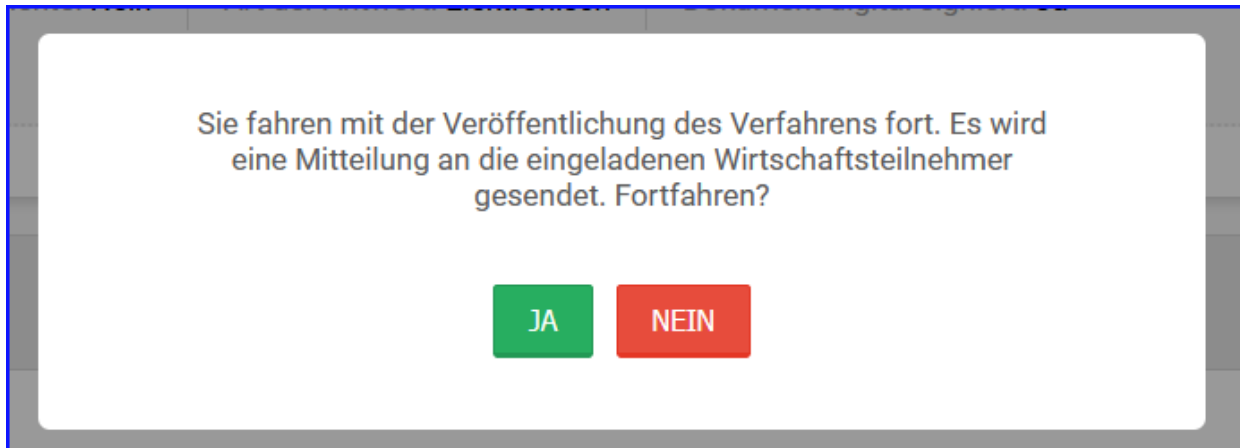 Nein
Sie fahren mit der Veröffentlichung des Verfahrens fort. Es wird
eine Mitteilung an die eingeladenen Wirtschaftsteilnehmer
gesendet. Fortfahren?
JA
NEIN